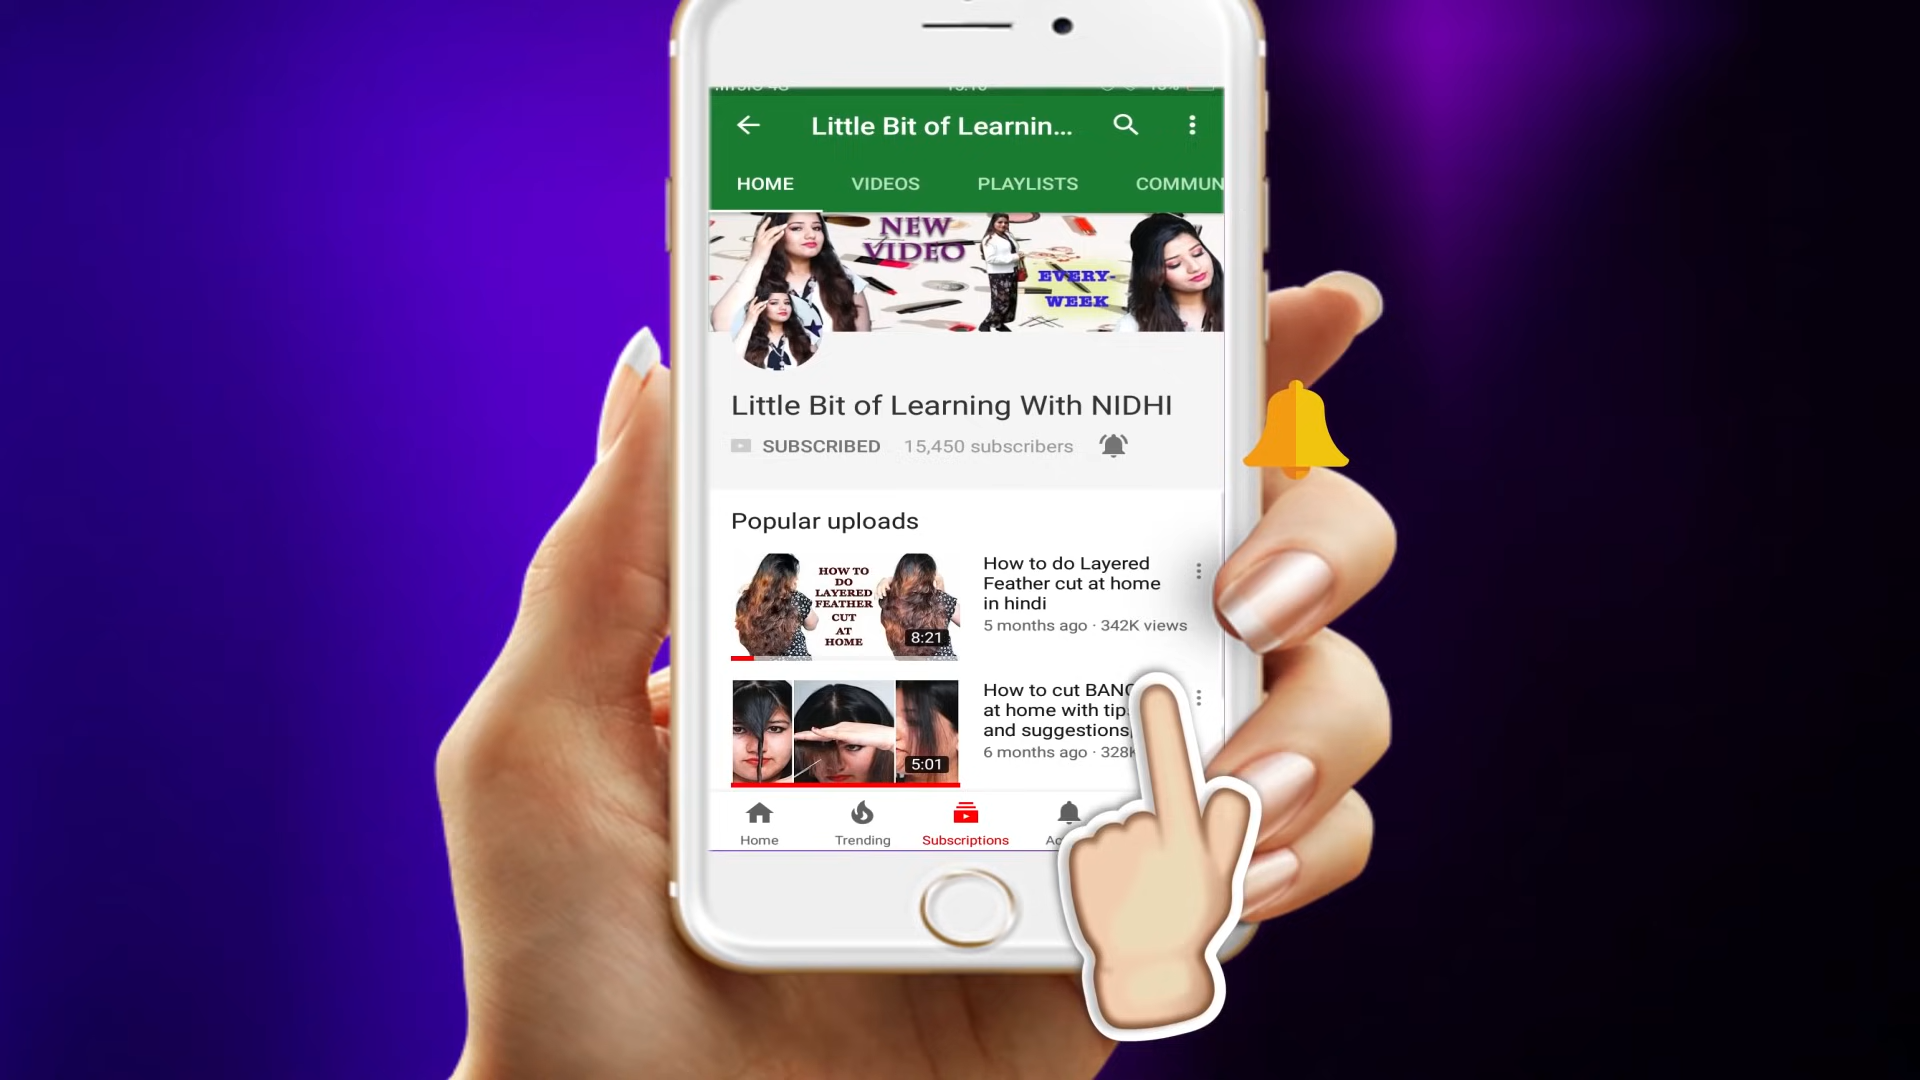 Little Bit of Learnin...
HOME VIDEOS PLAYLISTS COMMUN
NEW
VIDEO
EVERY-
WEEK
Little Bit of Learning With NIDHI
SUBSCRIBED 15,450 subscribers
Popular uploads
HOW TO
DO
LAYERED
FEATHER
CUT
AT
HOME
8:21
How to do Layered
Feather cut at home
in hindi
5 months ago · 342K views
5:01
How to cut
at home with
and suggestions
6 months ago ·
Home Trending Subscriptions